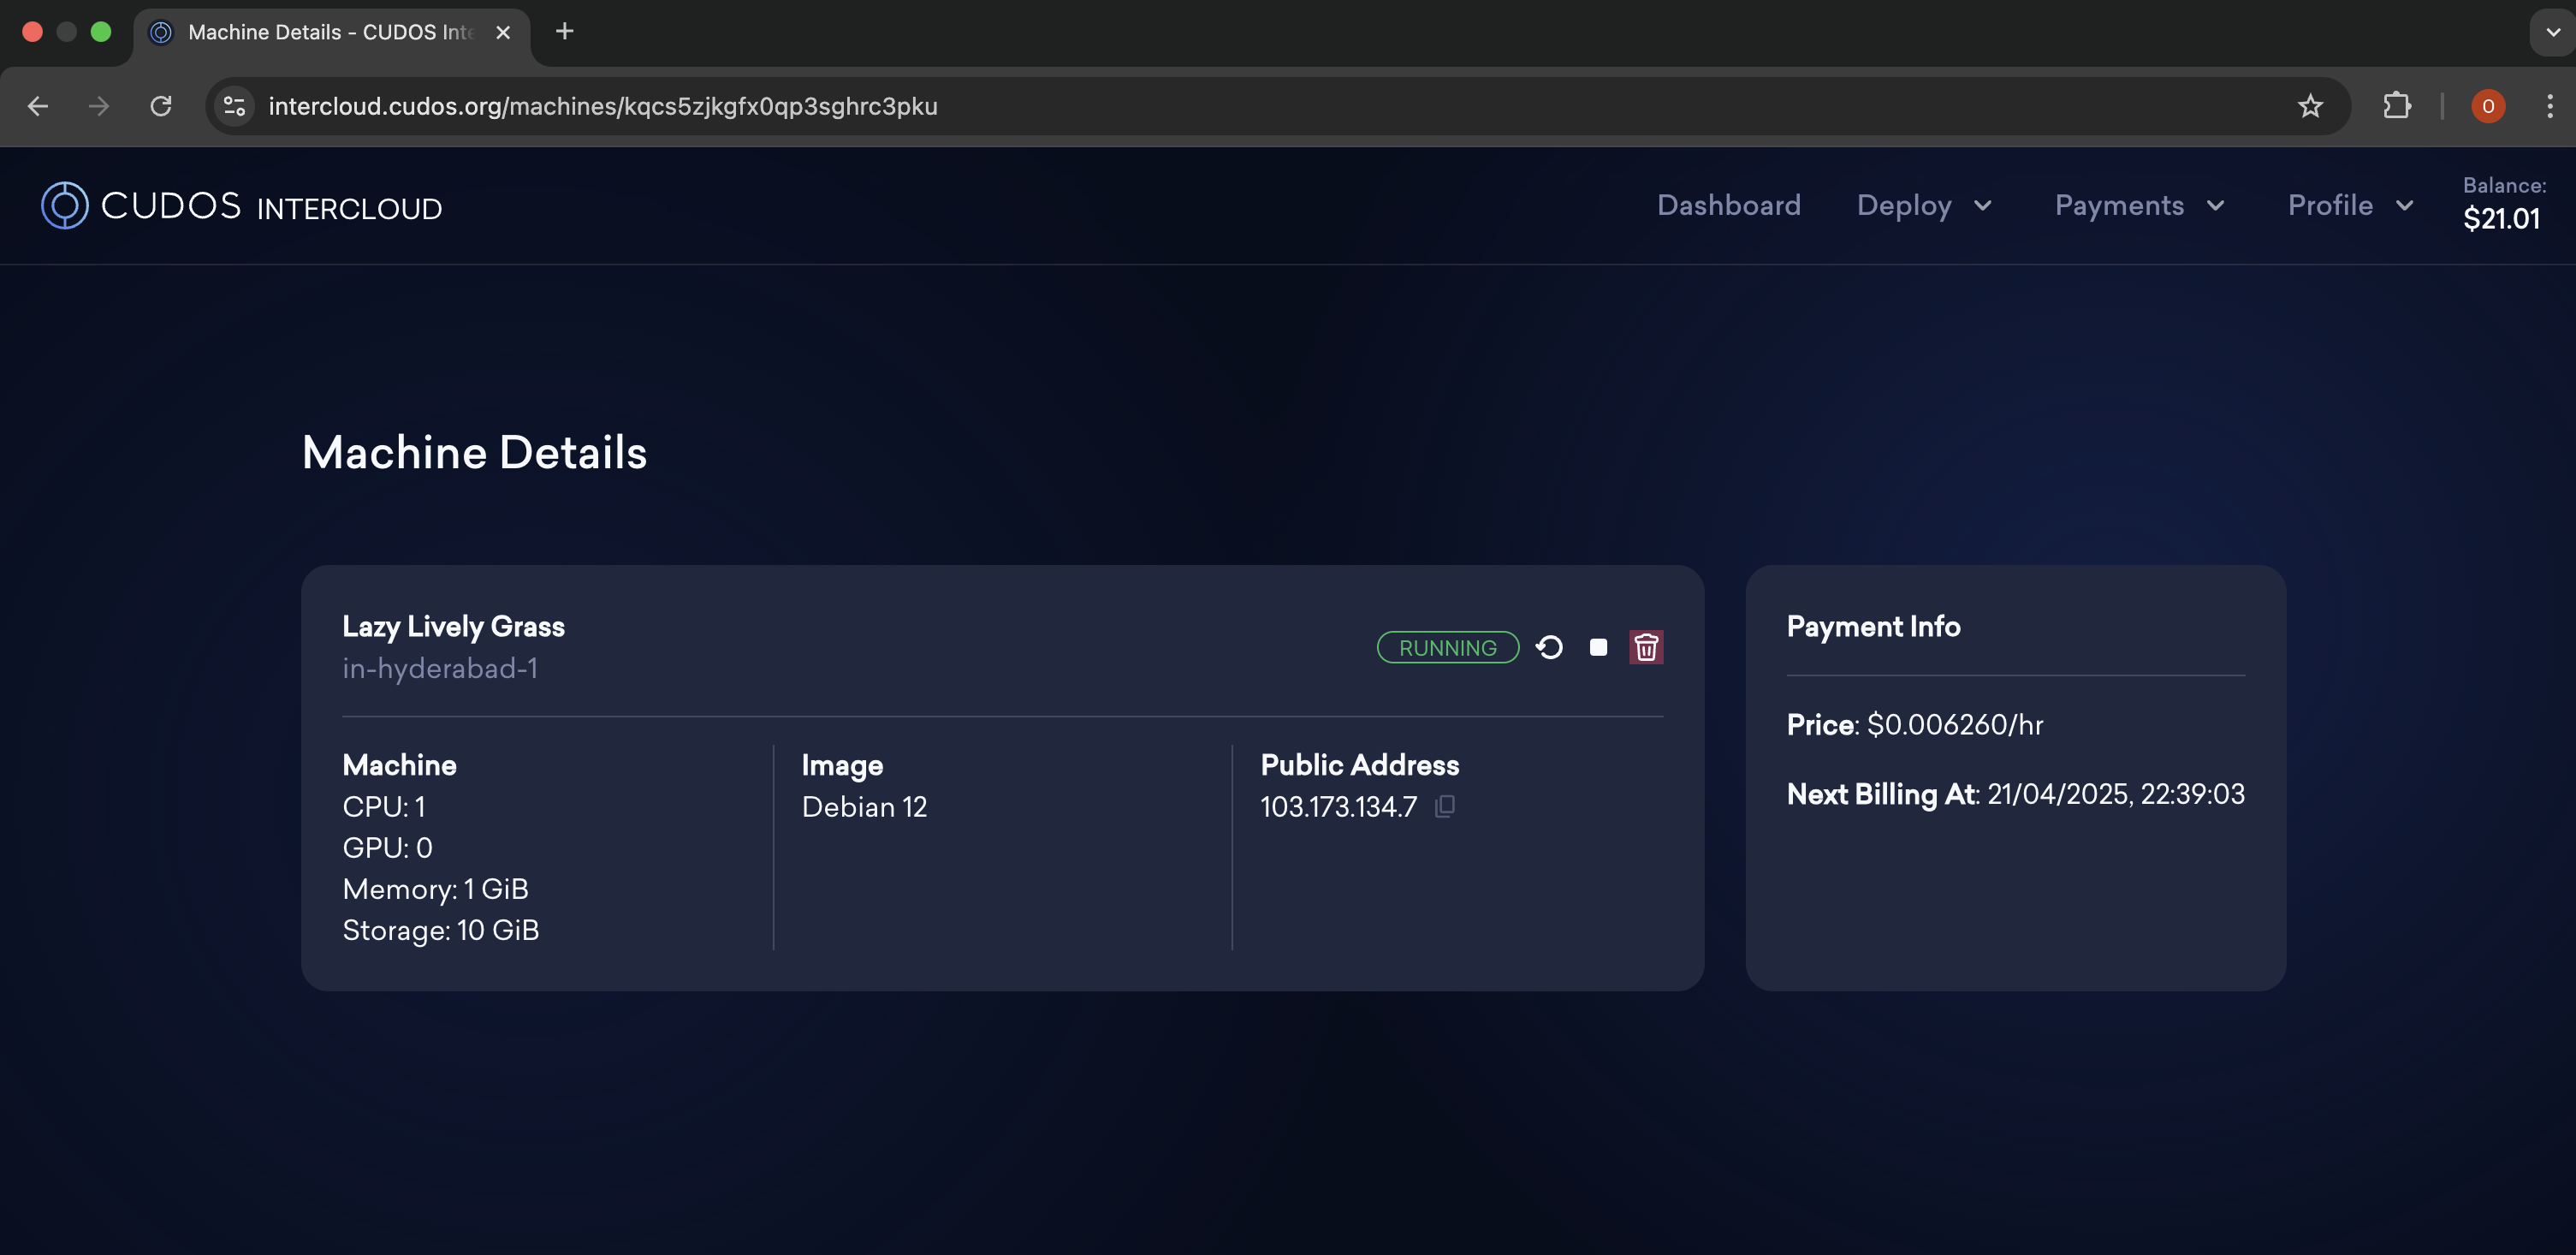 Machine Details - CUDOS Inte
intercloud.cudos.org/machines/kqcs5zjkgfx0qp3sghrc3pku
O
CUDOS INTERCLOUD
Dashboard
Deploy
Payments
Profile
Balance:
$21.01
Machine Details
Lazy Lively Grass
in-hyderabad-1
RUNNING
Machine
CPU: 1
GPU: 0
Memory: 1 GiB
Storage: 10 GiB
Image
Debian 12
Public Address
103.173.134.7
Payment Info
Price: $0.006260/hr
Next Billing At: 21/04/2025, 22:39:03